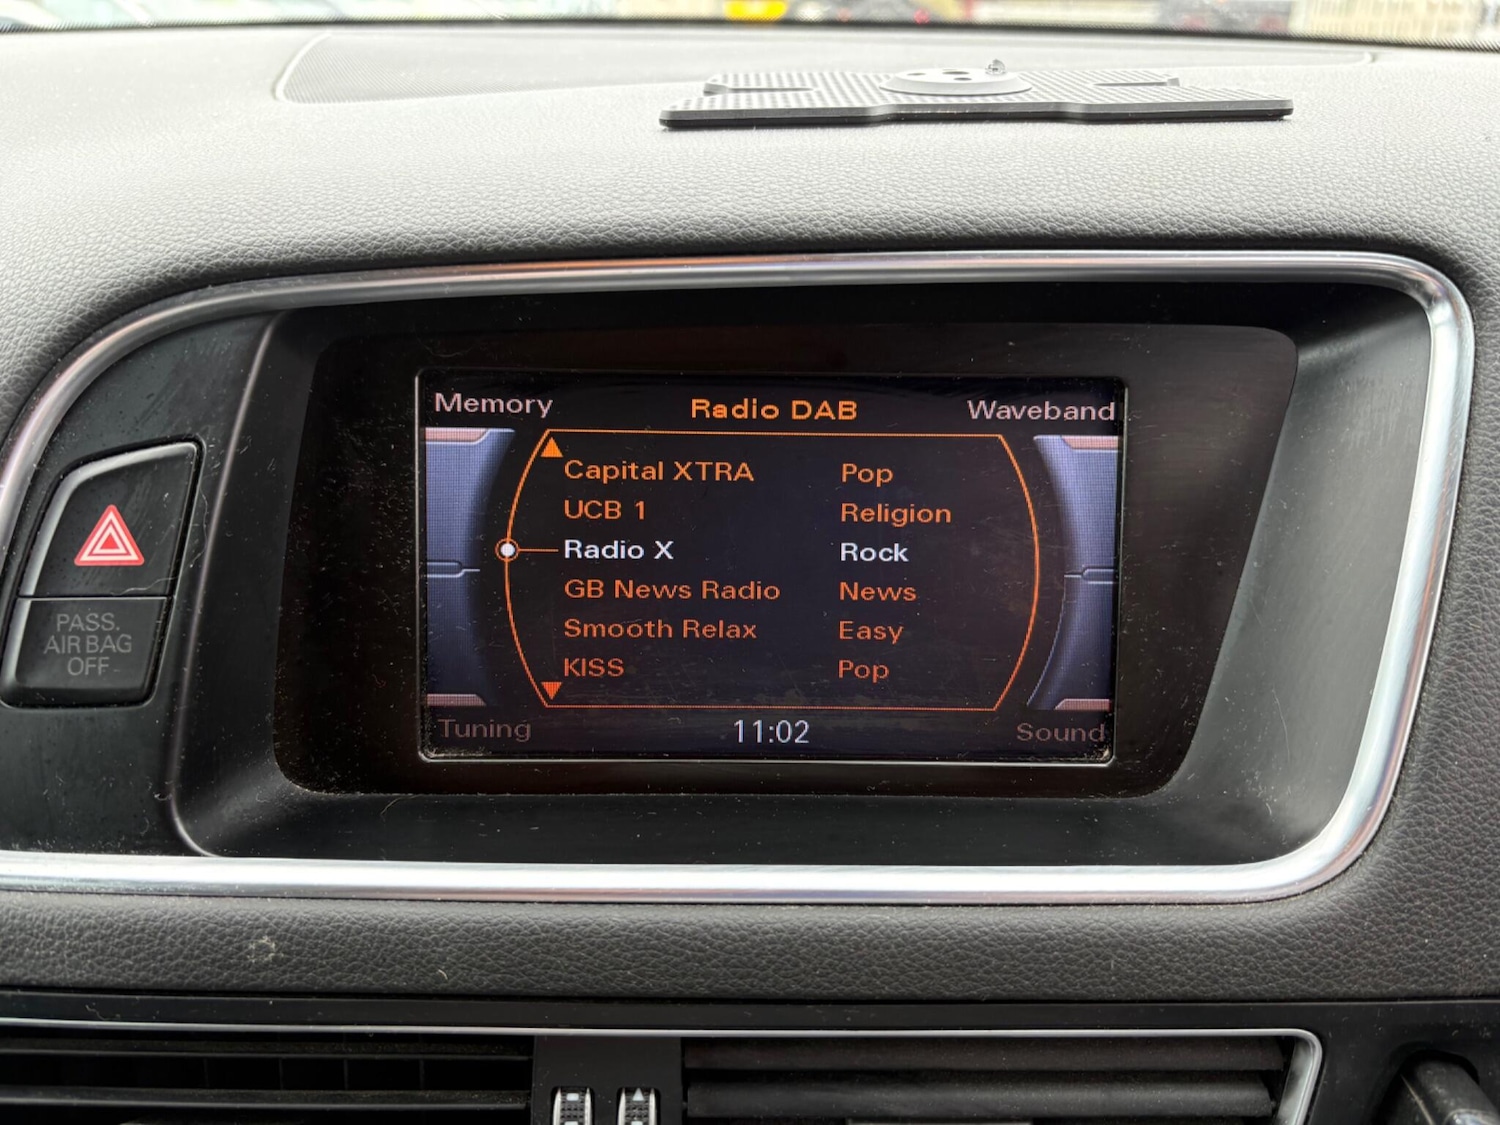 Memory Radio DAB Waveband
Capital XTRA Pop
UCB 1 Religion
Radio X Rock
GB News Radio News
Smooth Relax Easy
KISS Pop
Tuning 11:02 Sound
PASS.
AIR BAG
OFF